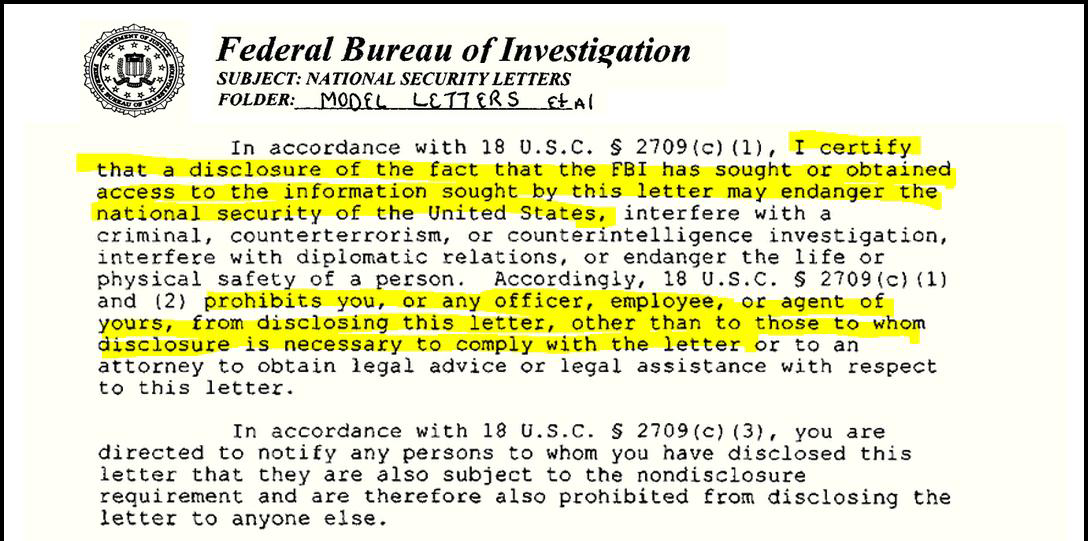 Federal Bureau of Investigation
SUBJECT: NATIONAL SECURITY LETTERS
FOLDER: MODEL LETTERS et Al
In accordance with 18 U.S.C. § 2709(c)(1), I certify
that a disclosure of the fact that the FBI has sought or obtained
access to the information sought by this letter may endanger the
national security of the United States, interfere with a
criminal, counterterrorism, or counterintelligence investigation,
interfere with diplomatic relations, or endanger the life or
physical safety of a person. Accordingly, 18 U.S.C. § 2709(c)(1)
and (2) prohibits you, or any officer, employee, or agent of
yours, from disclosing this letter, other than to those to whom
disclosure is necessary to comply with the letter or to an
attorney to obtain legal advice or legal assistance with respect
to this letter.
In accordance with 18 U.S.C. § 2709(c)(3), you are
directed to notify any persons to whom you have disclosed this
letter that they are also subject to the nondisclosure
requirement and are therefore also prohibited from disclosing the
letter to anyone else.